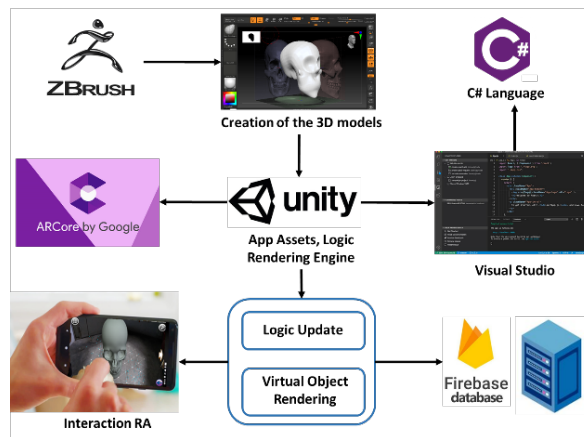 ZBRUSH
Creation of the 3D models
C#
C# Language
ARCore by Google
unity
App Assets, Logic
Rendering Engine
Visual Studio
Logic Update
Virtual Object
Rendering
Interaction RA
Firebase
database